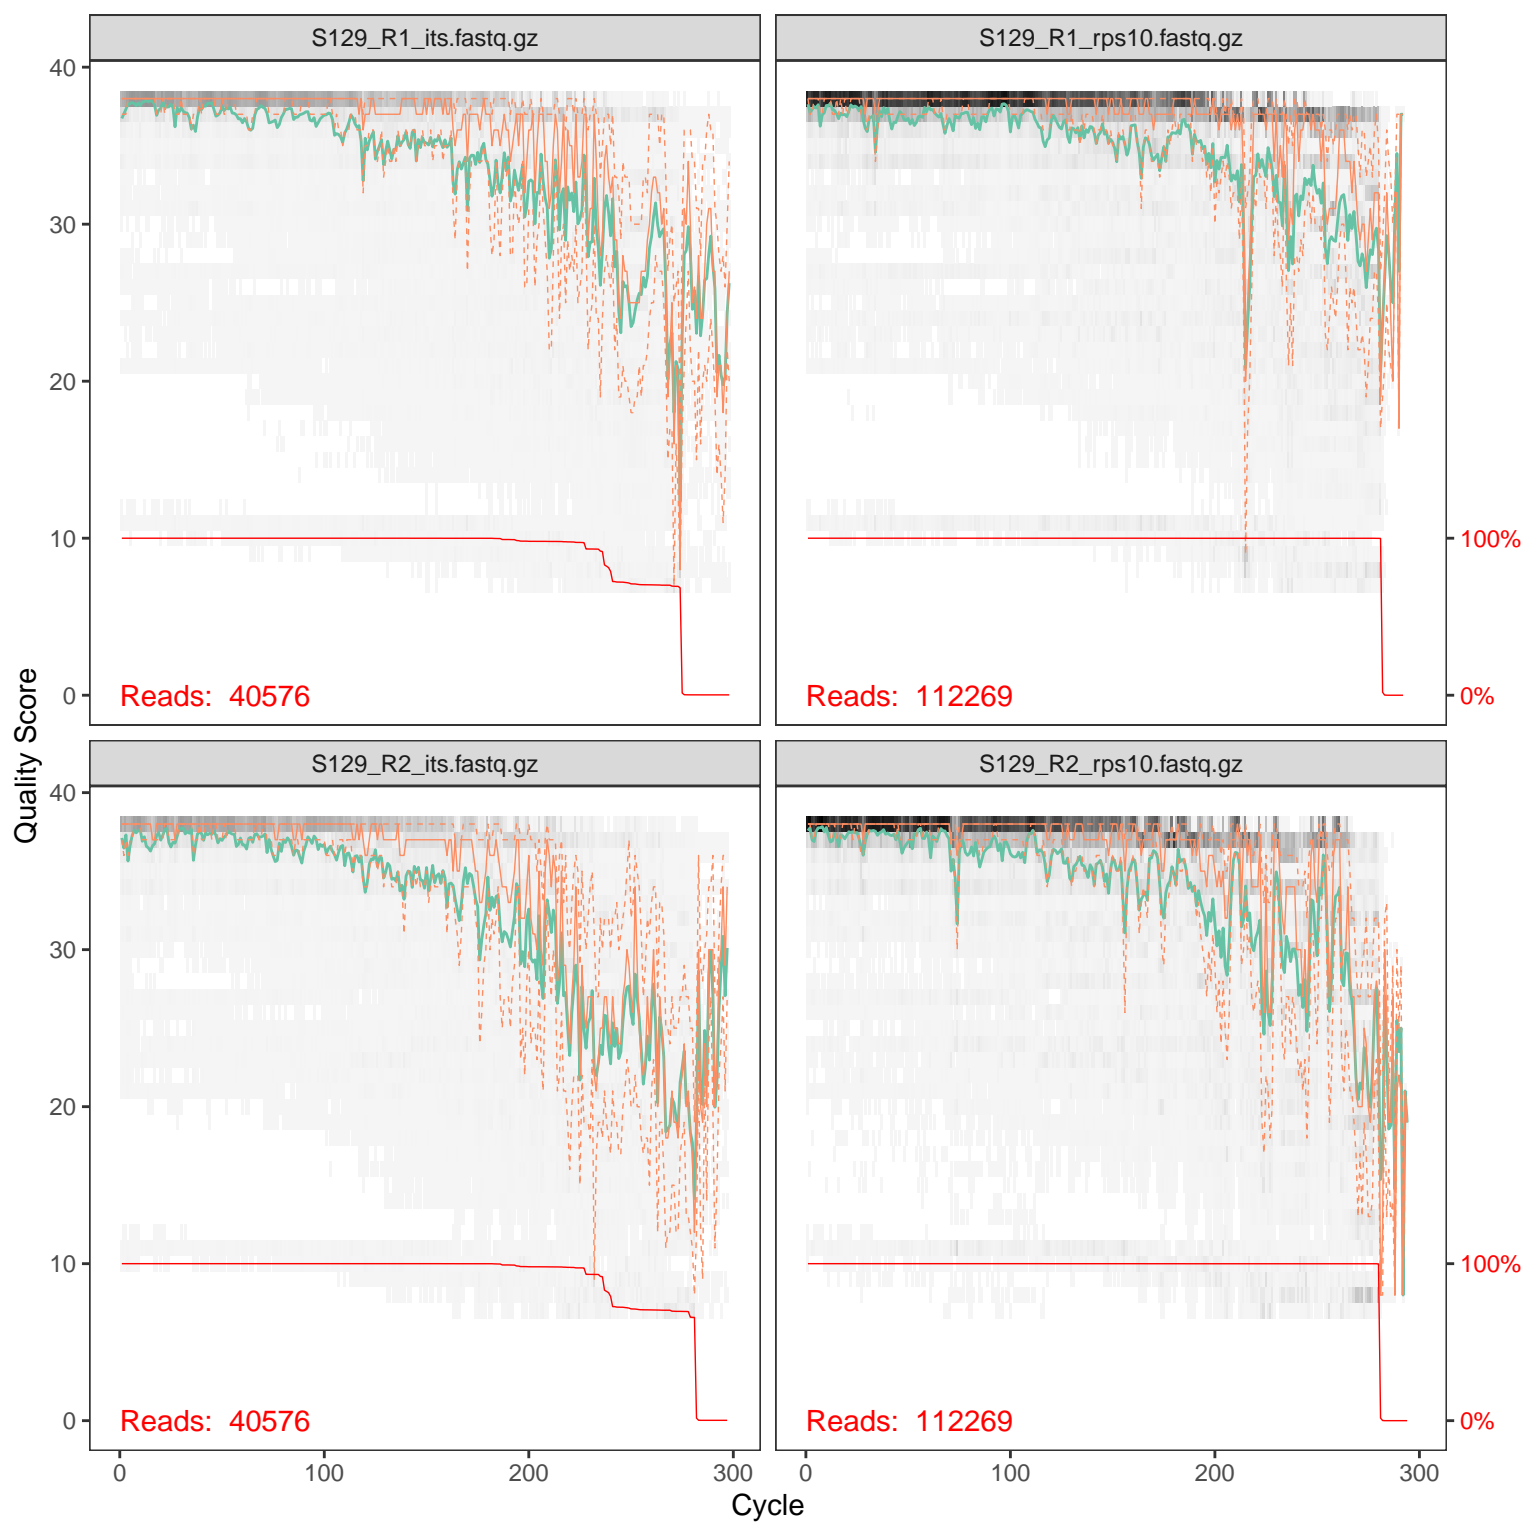 S129_R1_its.fastq.gz
S129_R1_rps10.fastq.gz
40
30
20
10
0
Reads: 40576
Reads: 112269
100%
0%
Quality Score
S129_R2_its.fastq.gz
S129_R2_rps10.fastq.gz
40
30
20
10
0
Reads: 40576
Reads: 112269
100%
0%
0 100 200 300
0 100 200 300
Cycle